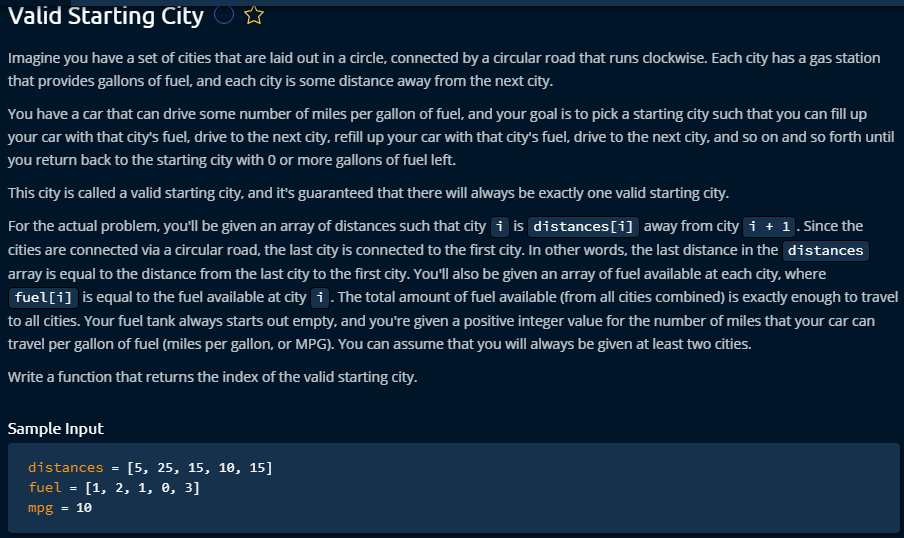 Valid Starting City
Imagine you have a set of cities that are laid out in a circle, connected by a circular road that runs clockwise. Each city has a gas station
that provides gallons of fuel, and each city is some distance away from the next city.
You have a car that can drive some number of miles per gallon of fuel, and your goal is to pick a starting city such that you can fill up
your car with that city's fuel, drive to the next city, refill up your car with that city's fuel, drive to the next city, and so on and so forth until
you return back to the starting city with 0 or more gallons of fuel left.
This city is called a valid starting city, and it's guaranteed that there will always be exactly one valid starting city.
For the actual problem, you'll be given an array of distances such that city i is distances[i] away from city i + 1. Since the
cities are connected via a circular road, the last city is connected to the first city. In other words, the last distance in the distances
array is equal to the distance from the last city to the first city. You'll also be given an array of fuel available at each city, where
fuel[i] is equal to the fuel available at city i. The total amount of fuel available (from all cities combined) is exactly enough to travel
to all cities. Your fuel tank always starts out empty, and you're given a positive integer value for the number of miles that your car can
travel per gallon of fuel (miles per gallon, or MPG). You can assume that you will always be given at least two cities.
Write a function that returns the index of the valid starting city.
Sample Input
distances = [5, 25, 15, 10, 15]
fuel = [1, 2, 1, 0, 3]
mpg = 10